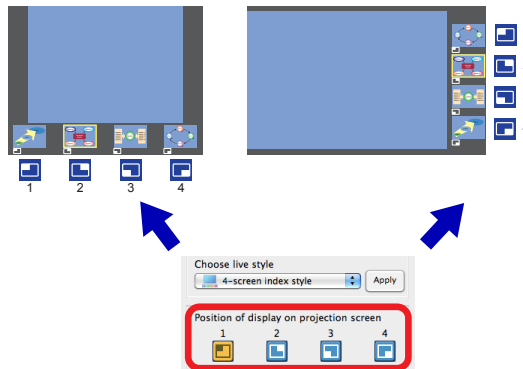 1 2 3 4
Choose live style
4-screen index style
Apply
Position of display on projection screen
1 2 3 4